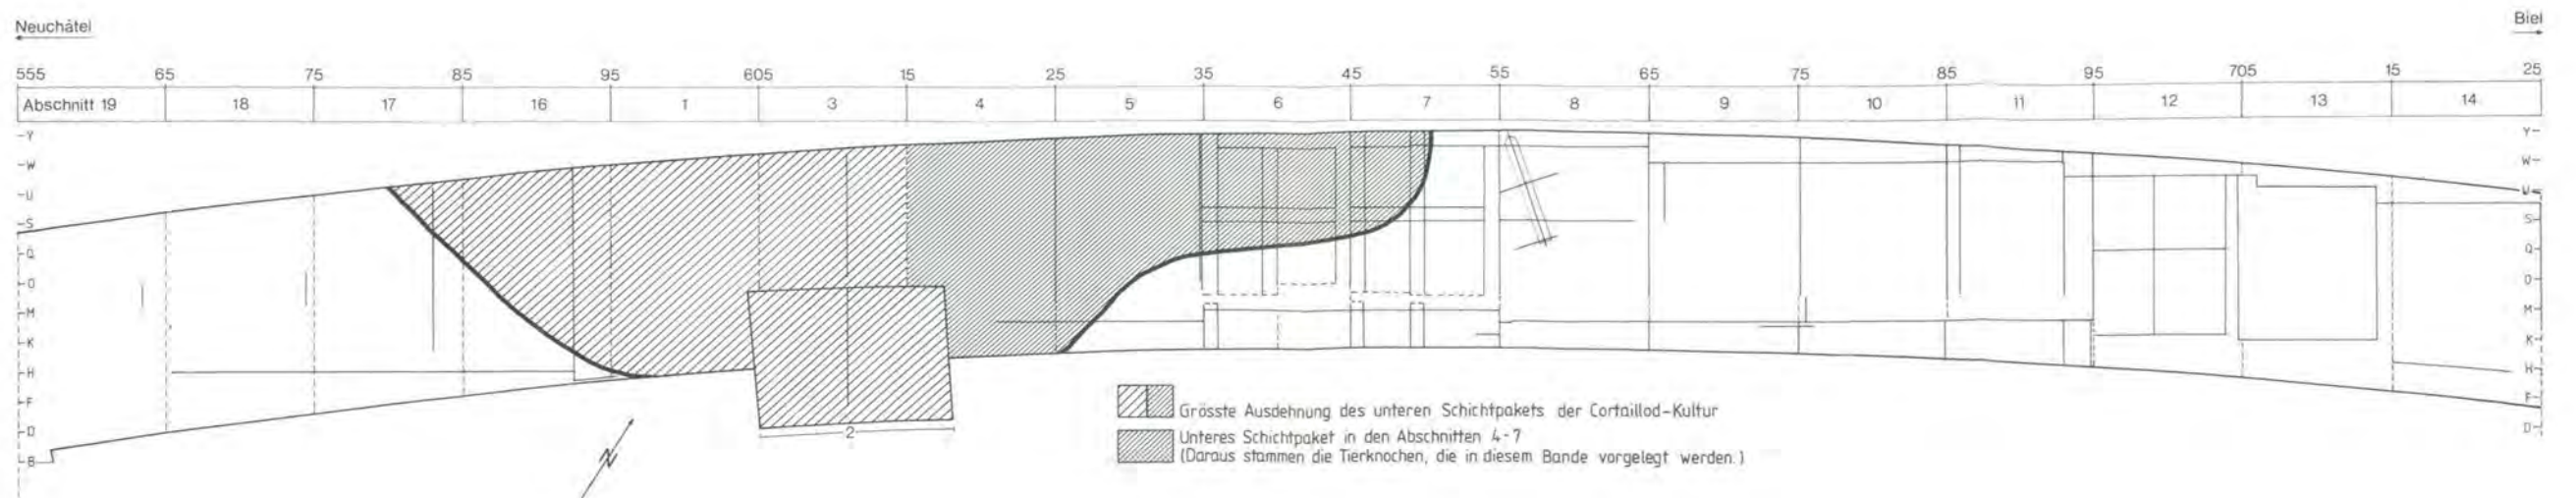 Neuchâtel
Biel
555 65 75 85 95 605 15 25 35 45 55 65 75 85 95 705 15 25
Abschnitt 19 18 17 16 1 3 4 5 6 7 8 9 10 11 12 13 14
Y Y
W W
U U
S S
Q Q
O O
M M
K K
H H
F F
D D
B
2
N
Grösste Ausdehnung des unteren Schichtpakets der Cortaillod-Kultur
Unteres Schichtpaket in den Abschnitten 4-7
(Daraus stammen die Tierknochen, die in diesem Bande vorgelegt werden.)